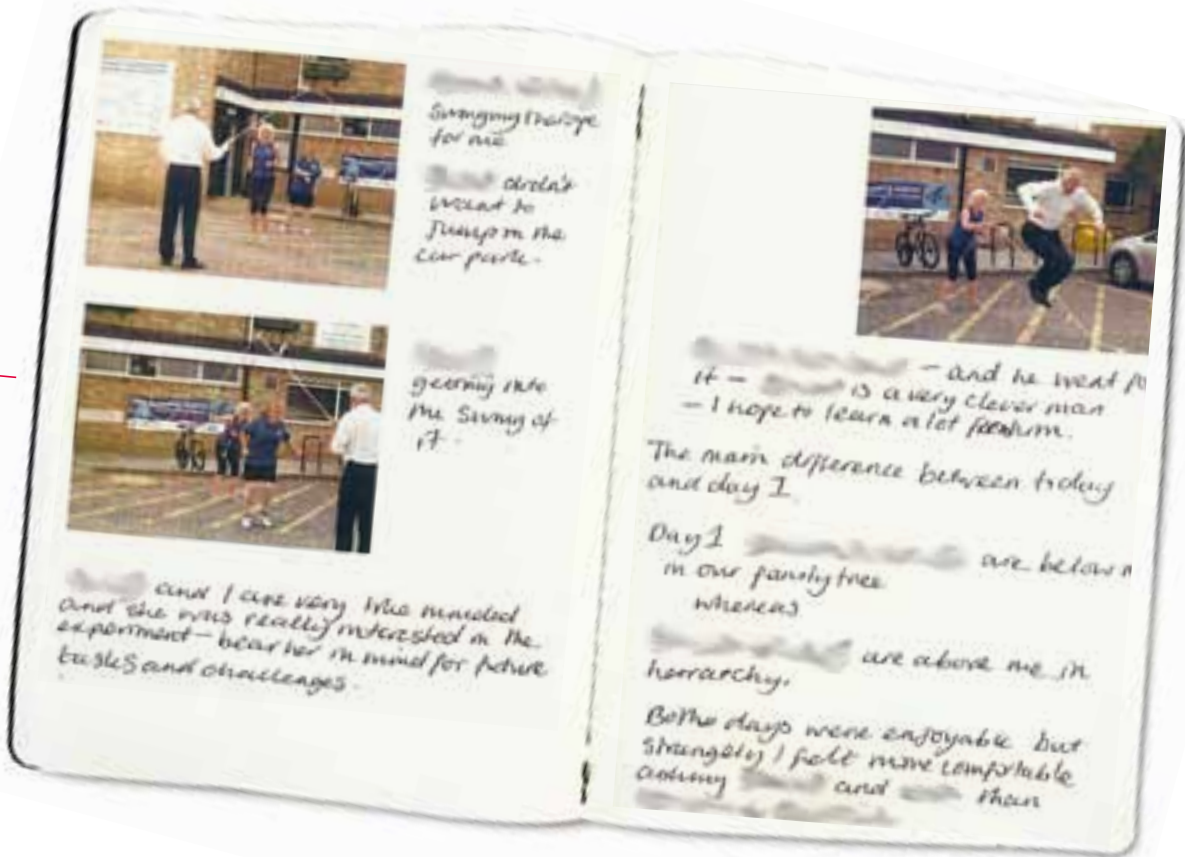 Swinging the rope
for me
didn't
want to
Jump in the
car park.
getting into
the swing of
it.
and I are very like minded
and she was really interested in the
experiment - bear her in mind for future
tasks and challenges.
- and he went fo
it - is a very clever man
- I hope to learn a lot from him.
The main difference between today
and day 1
Day 1 are below m
in our family tree
whereas
are above me in
herrarchy.
Both days were enjoyable but
strangely I felt more comfortable
and than